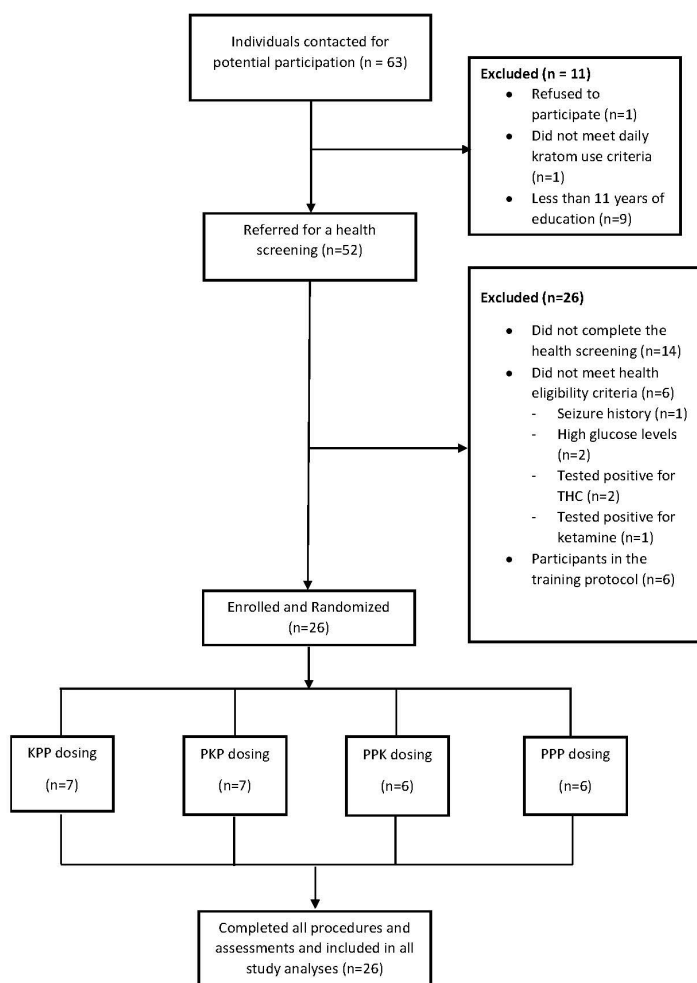 Individuals contacted for
potential participation (n = 63)
Excluded (n = 11)
● Refused to
participate (n=1)
● Did not meet daily
kratom use criteria
(n=1)
● Less than 11 years of
education (n=9)
Referred for a health
screening (n=52)
Excluded (n=26)
● Did not complete the
health screening (n=14)
● Did not meet health
eligibility criteria (n=6)
- Seizure history (n=1)
- High glucose levels
(n=2)
- Tested positive for
THC (n=2)
- Tested positive for
ketamine (n=1)
● Participants in the
training protocol (n=6)
Enrolled and Randomized
(n=26)
KPP dosing
(n=7)
PKP dosing
(n=7)
PPK dosing
(n=6)
PPP dosing
(n=6)
Completed all procedures and
assessments and included in all
study analyses (n=26)